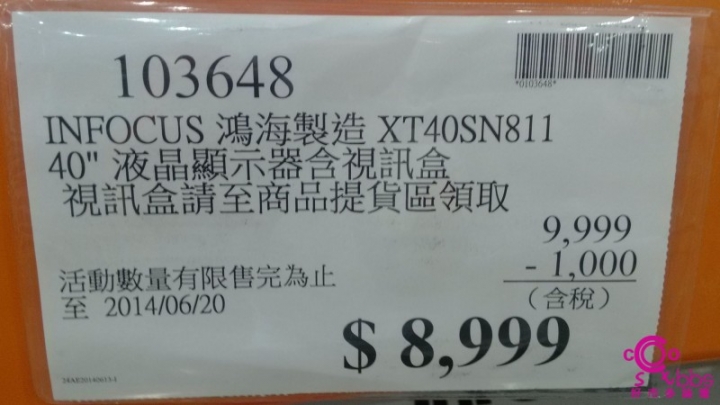 103648
*0103648*
INFOCUS 鴻海製造 XT40SN811
40" 液晶顯示器含視訊盒
視訊盒請至商品提貨區領取
9,999
- 1,000
活動數量有限售完為止
(含稅)
至 2014/06/20
$ 8,999